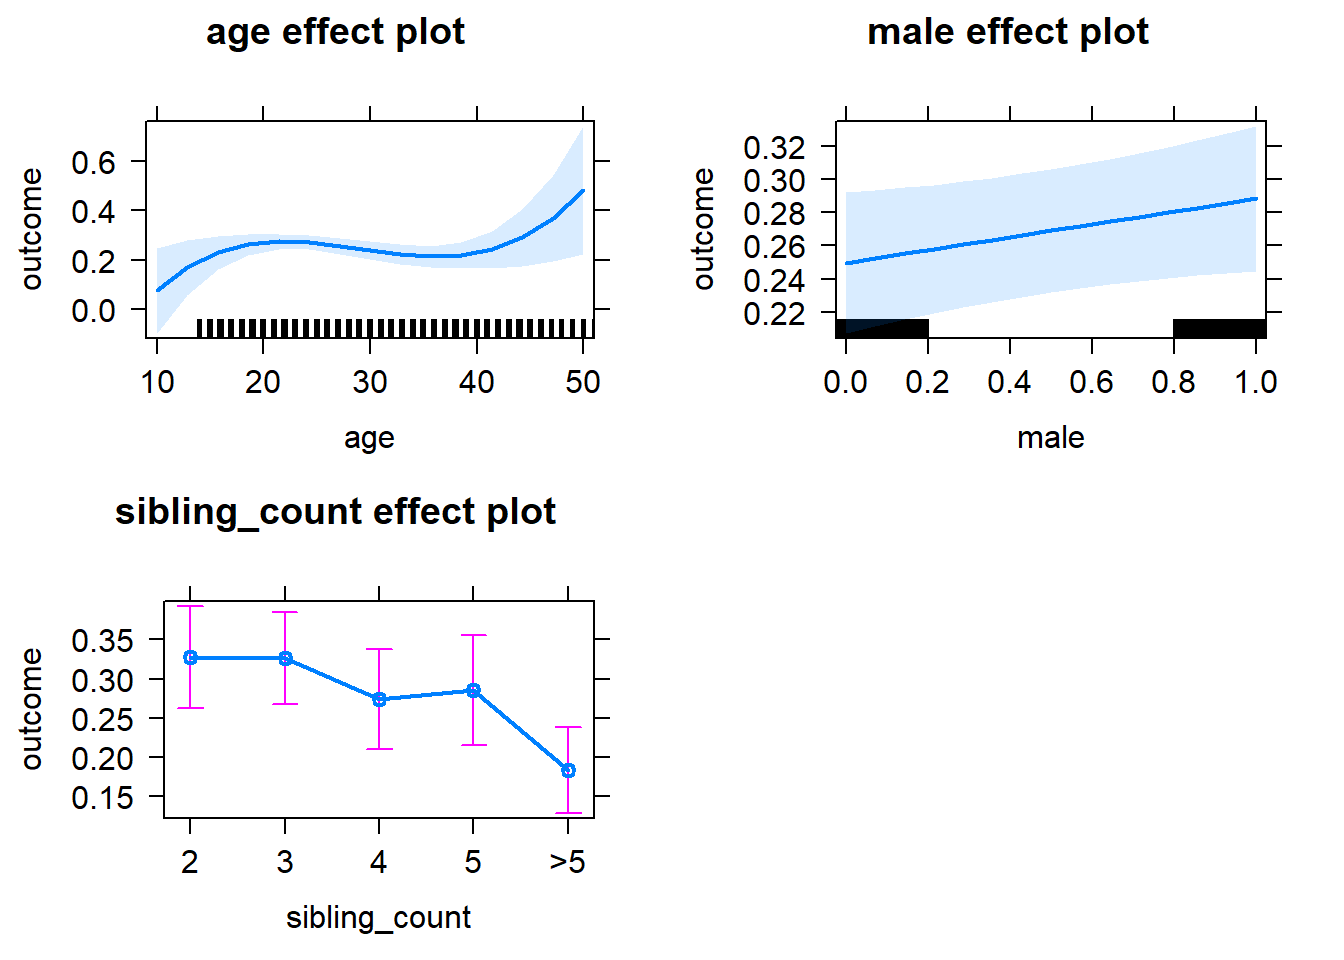 age effect plot
outcome
0.6
0.4
0.2
0.0
10 20 30 40 50
age
male effect plot
outcome
0.32
0.30
0.28
0.26
0.24
0.22
0.0 0.2 0.4 0.6 0.8 1.0
male
sibling_count effect plot
outcome
0.35
0.30
0.25
0.20
0.15
2 3 4 5 >5
sibling_count